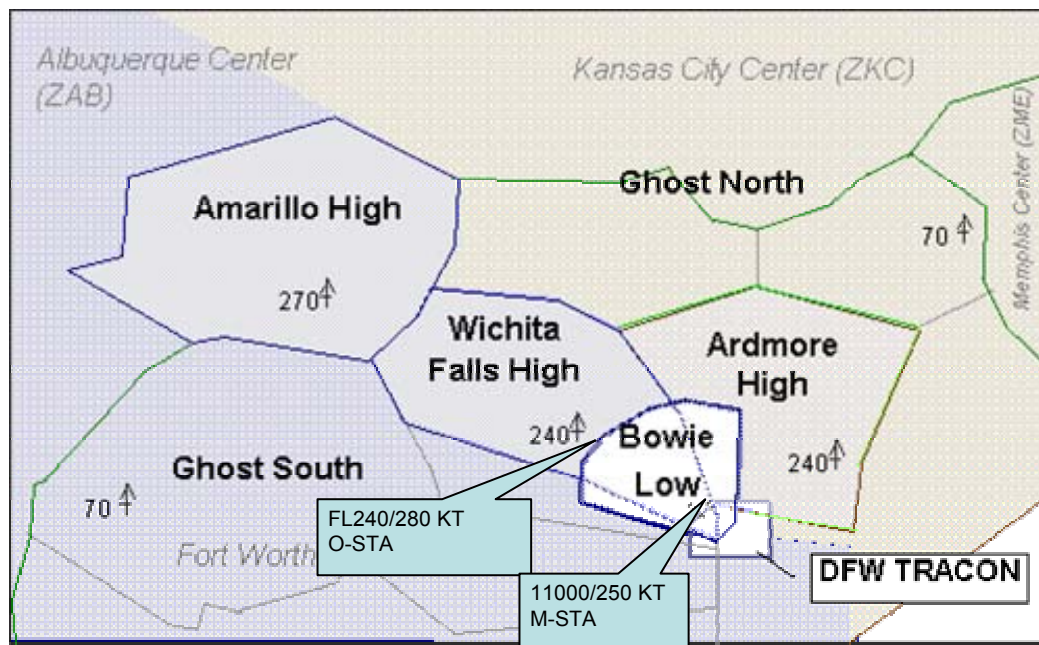 Albuquerque Center
(ZAB)
Kansas City Center (ZKC)
Memphis Center (ZME)
Ghost North
Amarillo High
70
270
Wichita
Falls High
Ardmore
High
240
Bowie
Low
240
Ghost South
70
FL240/280 KT
O-STA
Fort Worth
11000/250 KT
M-STA
DFW TRACON